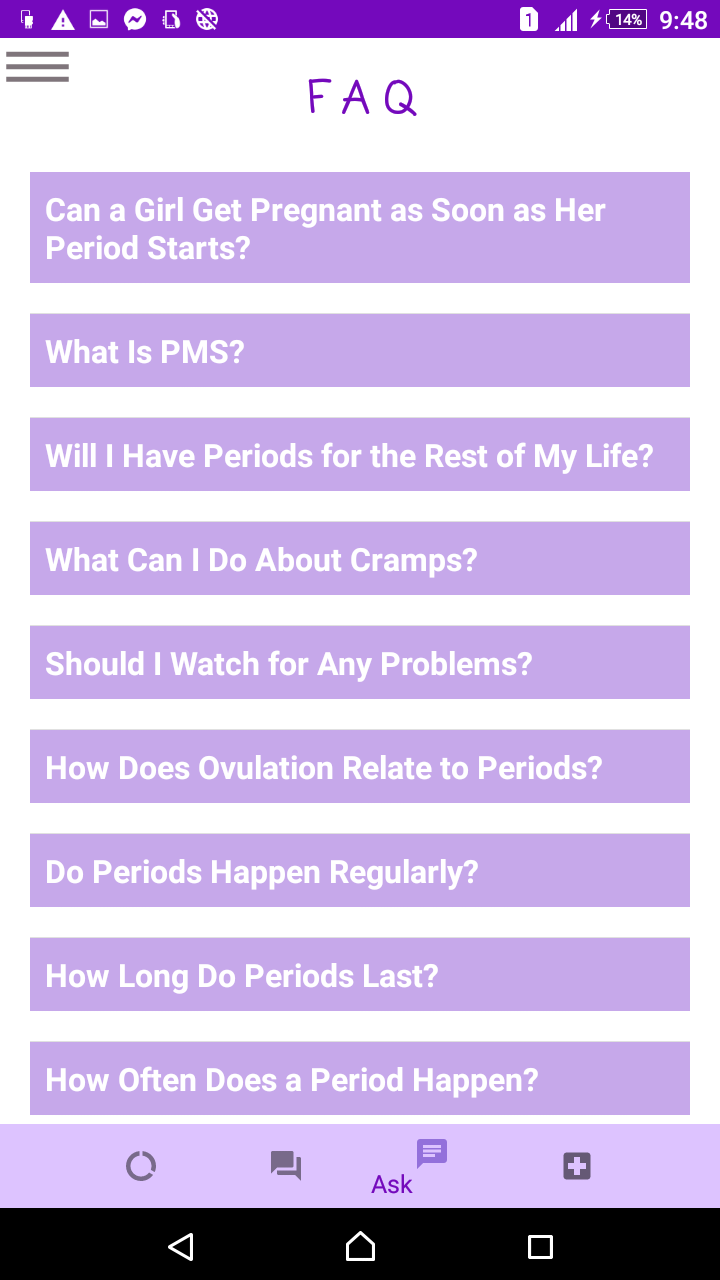 1 14% 9:48
FAQ
Can a Girl Get Pregnant as Soon as Her
Period Starts?
What Is PMS?
Will I Have Periods for the Rest of My Life?
What Can I Do About Cramps?
Should I Watch for Any Problems?
How Does Ovulation Relate to Periods?
Do Periods Happen Regularly?
How Long Do Periods Last?
How Often Does a Period Happen?
Ask